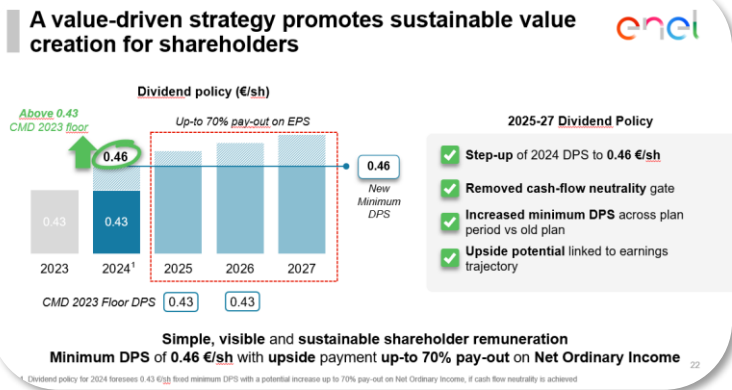 A value-driven strategy promotes sustainable value
creation for shareholders
enel
Dividend policy (€/sh)
Above 0.43
CMD 2023 floor
Up-to 70% pay-out on EPS
0.46
0.43
0.43
0.46
New
Minimum
DPS
2023
2024¹
2025
2026
2027
CMD 2023 Floor DPS
0.43
0.43
2025-27 Dividend Policy
Step-up of 2024 DPS to 0.46 €/sh
Removed cash-flow neutrality gate
Increased minimum DPS across plan
period vs old plan
Upside potential linked to earnings
trajectory
Simple, visible and sustainable shareholder remuneration
Minimum DPS of 0.46 €/sh with upside payment up-to 70% pay-out on Net Ordinary Income
22
1. Dividend policy for 2024 foresees 0.43 €/sh fixed minimum DPS with a potential increase up to 70% pay-out on Net Ordinary Income, if cash flow neutrality is achieved